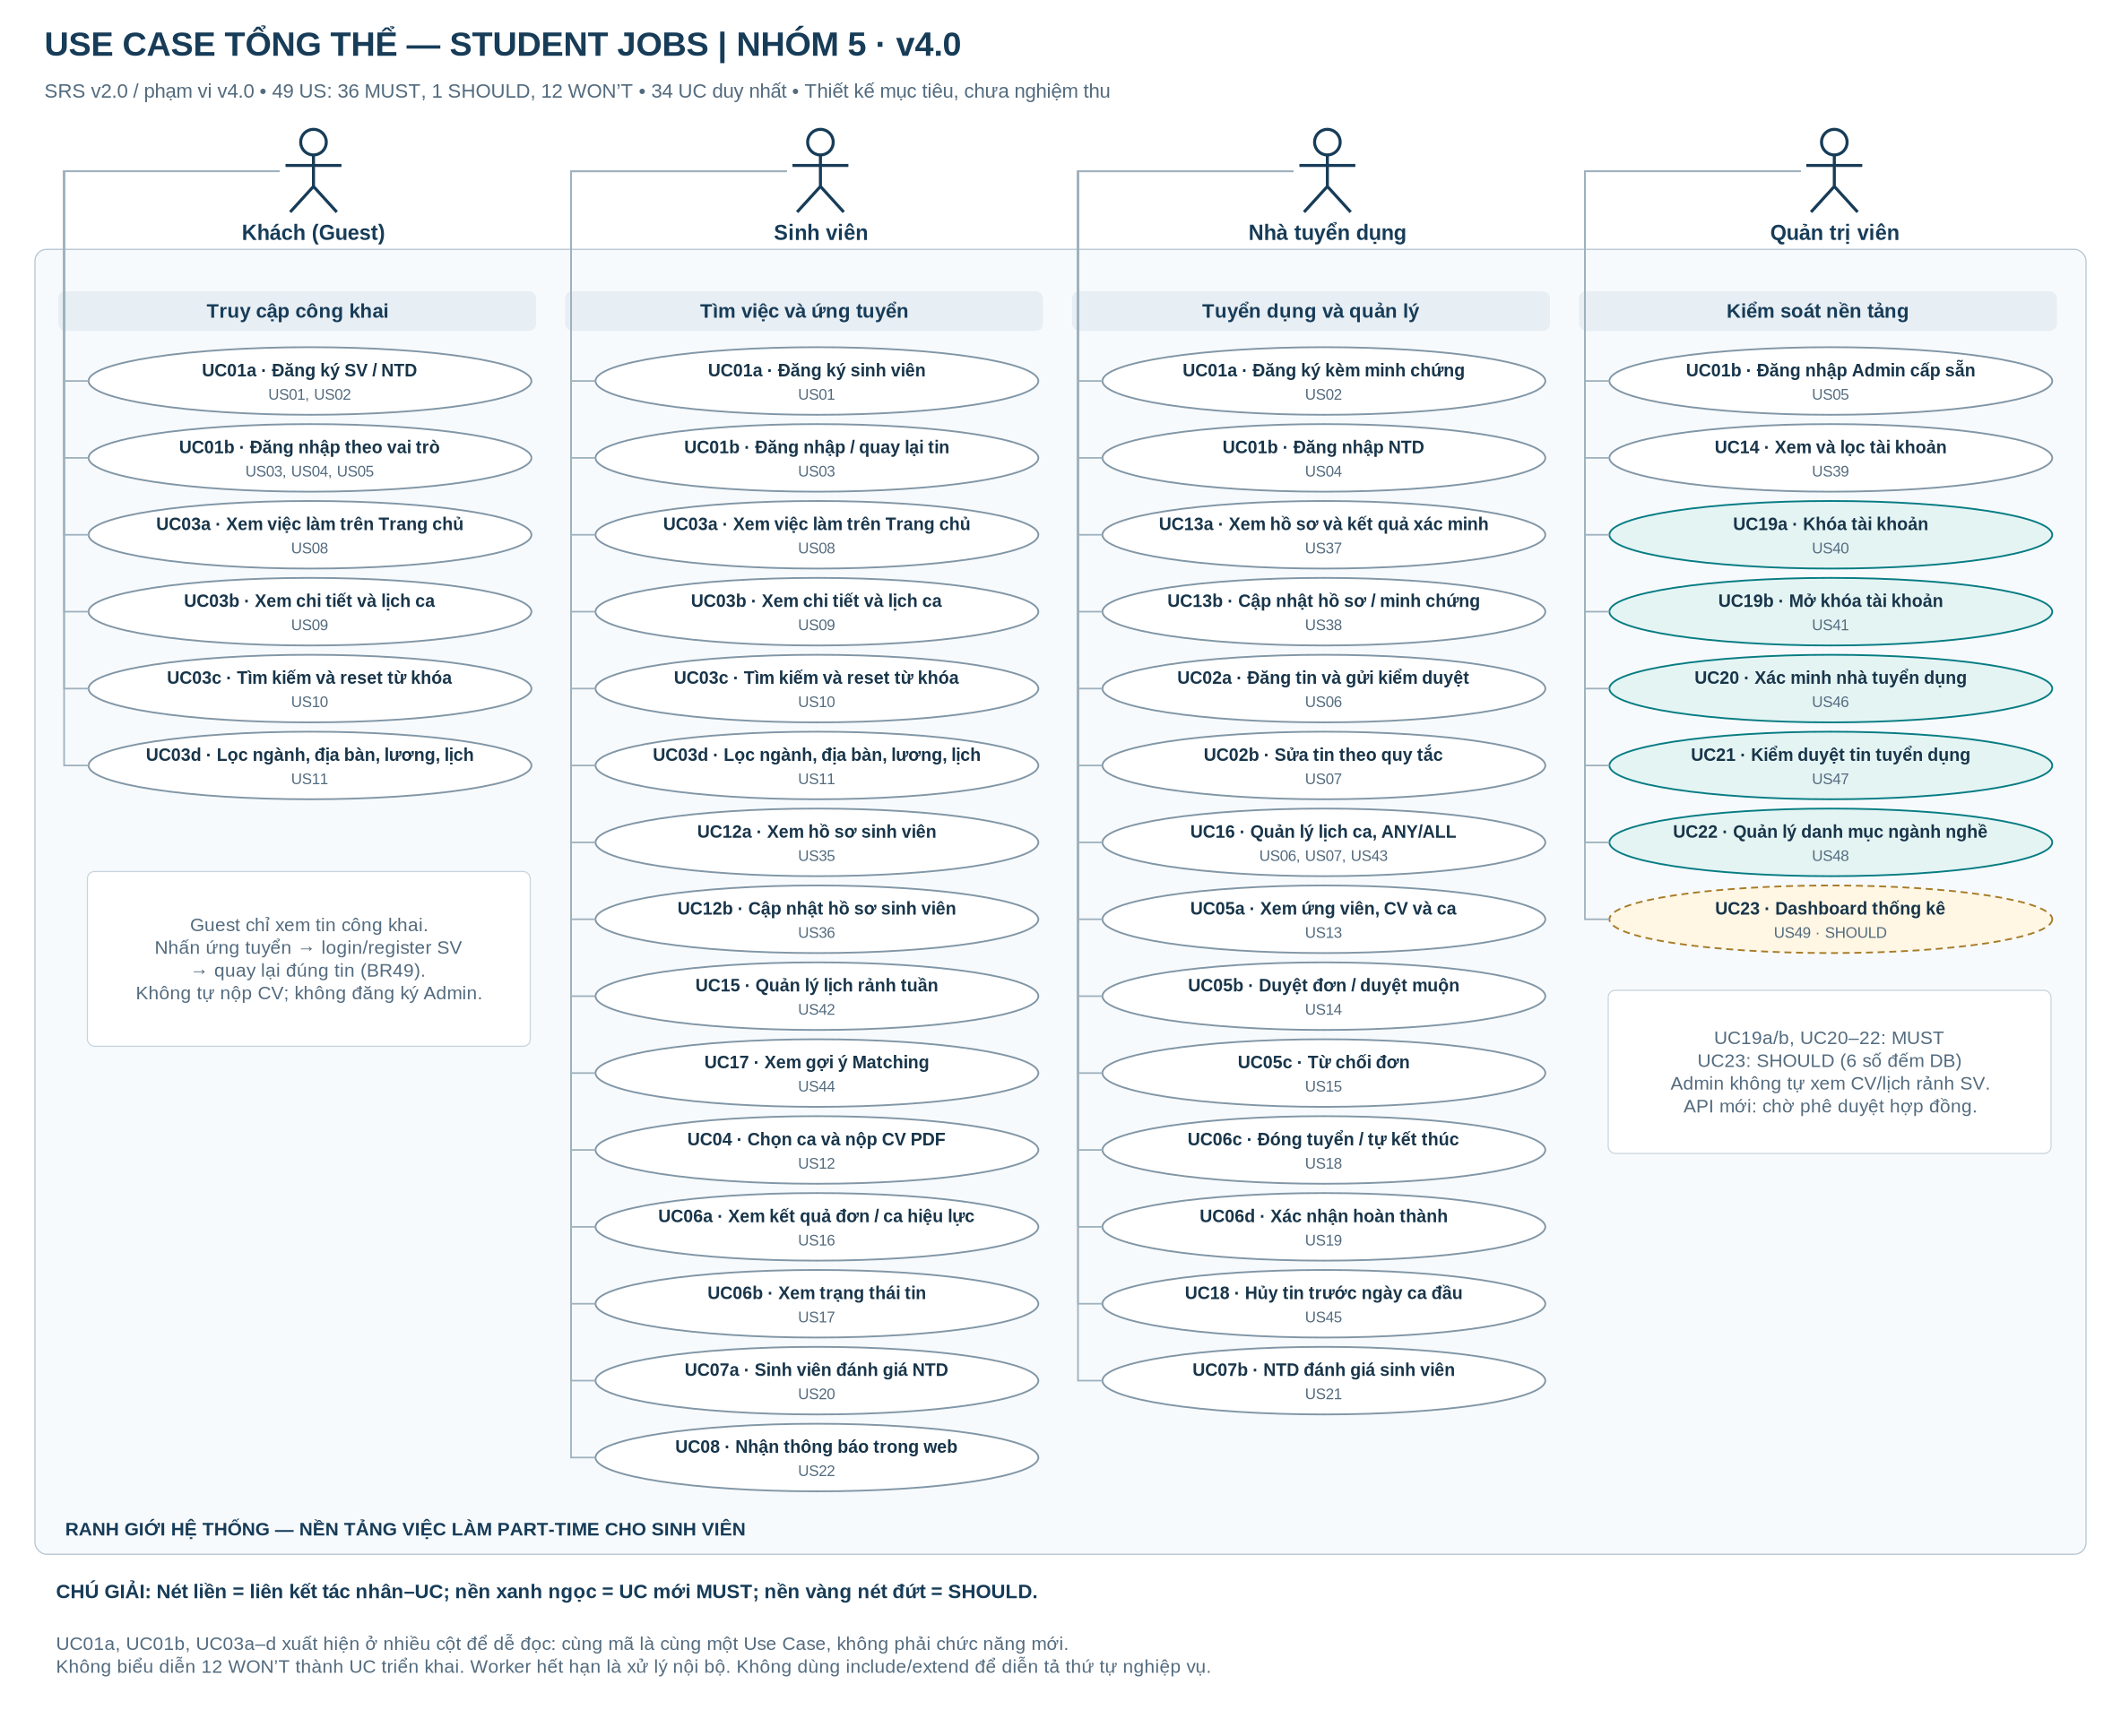 USE CASE TỔNG THỂ — STUDENT JOBS | NHÓM 5 · v4.0
SRS v2.0 / phạm vi v4.0 • 49 US: 36 MUST, 1 SHOULD, 12 WON'T • 34 UC duy nhất • Thiết kế mục tiêu, chưa nghiệm thu
Khách (Guest)
Sinh viên
Nhà tuyển dụng
Quản trị viên
Truy cập công khai
UC01a · Đăng ký SV / NTD
US01, US02
UC01b · Đăng nhập theo vai trò
US03, US04, US05
UC03a · Xem việc làm trên Trang chủ
US08
UC03b · Xem chi tiết và lịch ca
US09
UC03c · Tìm kiếm và reset từ khóa
US10
UC03d · Lọc ngành, địa bàn, lương, lịch
US11
Guest chỉ xem tin công khai.
Nhấn ứng tuyển → login/register SV
→ quay lại đúng tin (BR49).
Không tự nộp CV; không đăng ký Admin.
Tìm việc và ứng tuyển
UC01a · Đăng ký sinh viên
US01
UC01b · Đăng nhập / quay lại tin
US03
UC03a · Xem việc làm trên Trang chủ
US08
UC03b · Xem chi tiết và lịch ca
US09
UC03c · Tìm kiếm và reset từ khóa
US10
UC03d · Lọc ngành, địa bàn, lương, lịch
US11
UC12a · Xem hồ sơ sinh viên
US35
UC12b · Cập nhật hồ sơ sinh viên
US36
UC15 · Quản lý lịch rảnh tuần
US42
UC17 · Xem gợi ý Matching
US44
UC04 · Chọn ca và nộp CV PDF
US12
UC06a · Xem kết quả đơn / ca hiệu lực
US16
UC06b · Xem trạng thái tin
US17
UC07a · Sinh viên đánh giá NTD
US20
UC08 · Nhận thông báo trong web
US22
Tuyển dụng và quản lý
UC01a · Đăng ký kèm minh chứng
US02
UC01b · Đăng nhập NTD
US04
UC13a · Xem hồ sơ và kết quả xác minh
US37
UC13b · Cập nhật hồ sơ / minh chứng
US38
UC02a · Đăng tin và gửi kiểm duyệt
US06
UC02b · Sửa tin theo quy tắc
US07
UC16 · Quản lý lịch ca, ANY/ALL
US06, US07, US43
UC05a · Xem ứng viên, CV và ca
US13
UC05b · Duyệt đơn / duyệt muộn
US14
UC05c · Từ chối đơn
US15
UC06c · Đóng tuyển / tự kết thúc
US18
UC06d · Xác nhận hoàn thành
US19
UC18 · Hủy tin trước ngày ca đầu
US45
UC07b · NTD đánh giá sinh viên
US21
Kiểm soát nền tảng
UC01b · Đăng nhập Admin cấp sẵn
US05
UC14 · Xem và lọc tài khoản
US39
UC19a · Khóa tài khoản
US40
UC19b · Mở khóa tài khoản
US41
UC20 · Xác minh nhà tuyển dụng
US46
UC21 · Kiểm duyệt tin tuyển dụng
US47
UC22 · Quản lý danh mục ngành nghề
US48
UC23 · Dashboard thống kê
US49 · SHOULD
UC19a/b, UC20–22: MUST
UC23: SHOULD (6 số đếm DB)
Admin không tự xem CV/lịch rảnh SV.
API mới: chờ phê duyệt hợp đồng.
RANH GIỚI HỆ THỐNG — NỀN TẢNG VIỆC LÀM PART-TIME CHO SINH VIÊN
CHÚ GIẢI: Nét liền = liên kết tác nhân–UC; nền xanh ngọc = UC mới MUST; nền vàng nét đứt = SHOULD.
UC01a, UC01b, UC03a–d xuất hiện ở nhiều cột để dễ đọc: cùng mã là cùng một Use Case, không phải chức năng mới.
Không biểu diễn 12 WON'T thành UC triển khai. Worker hết hạn là xử lý nội bộ. Không dùng include/extend để diễn tả thứ tự nghiệp vụ.